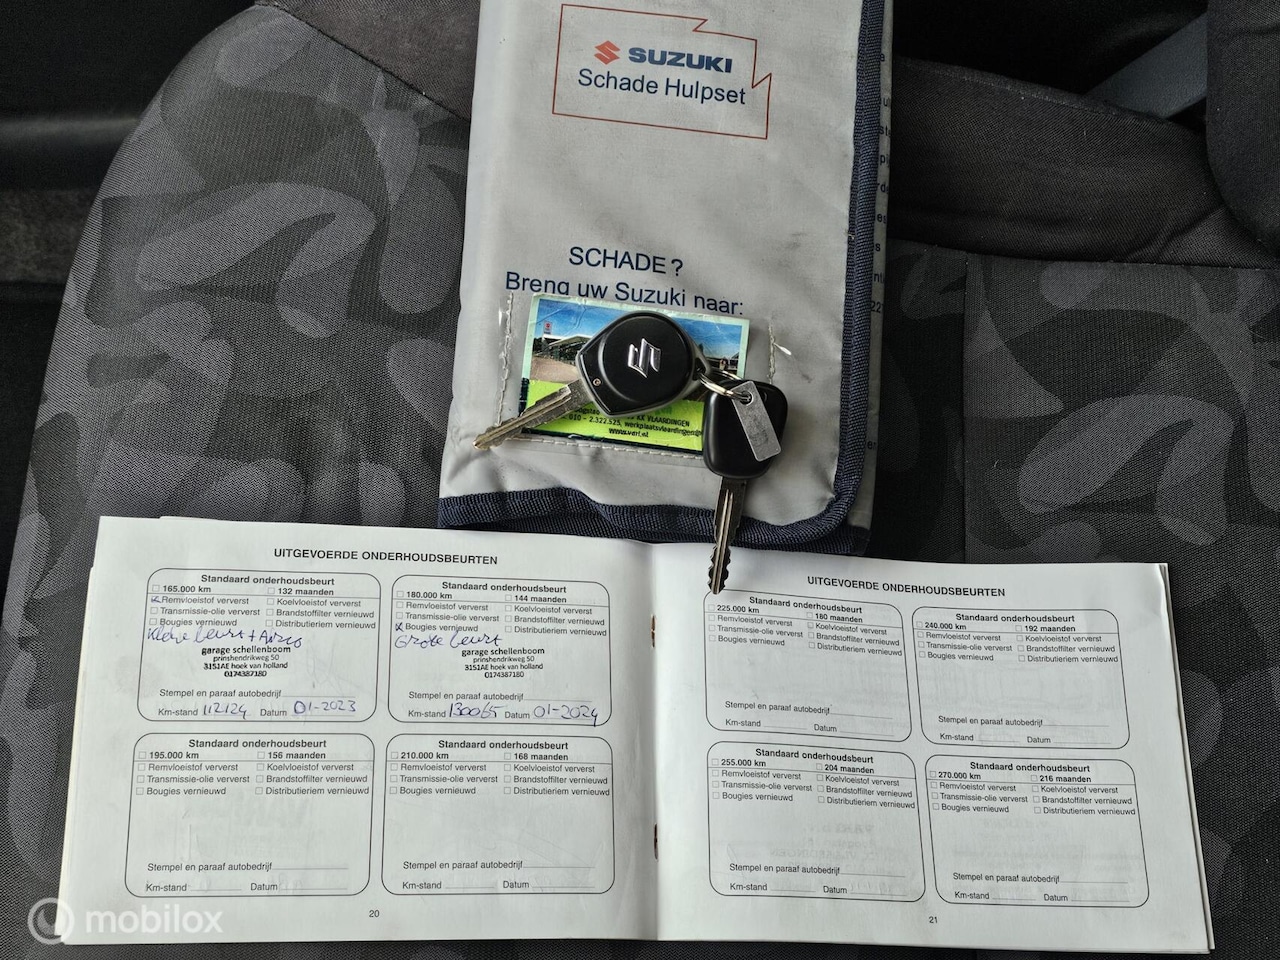 SUZUKI
Schade Hulpset
SCHADE?
Breng uw Suzuki naar:
KX VLAARDINGEN
010 - 2.322.525, werkplaatsvlaardingen@
UITGEVOERDE ONDERHOUDSBEURTEN
Standaard onderhoudsbeurt
165.000 km 132 maanden
Remvloeistof ververst Koelvloeistof ververst
Transmissie-olie ververst Brandstoffilter vernieuwd
Bougies vernieuwd Distributieriem vernieuwd
Kleine beurt + Airco
garage schellenboom
prinshendrikweg 50
3151AE hoek van holland
0174387180
Stempel en paraaf autobedrijf
Km-stand 112124 Datum 01-2023
Standaard onderhoudsbeurt
180.000 km 144 maanden
Remvloeistof ververst Koelvloeistof ververst
Transmissie-olie ververst Brandstoffilter vernieuwd
Bougies vernieuwd Distributieriem vernieuwd
Grote beurt
garage schellenboom
prinshendrikweg 50
3151AE hoek van holland
0174387180
Stempel en paraaf autobedrijf
Km-stand 130065 Datum 01-2024
Standaard onderhoudsbeurt
195.000 km 156 maanden
Remvloeistof ververst Koelvloeistof ververst
Transmissie-olie ververst Brandstoffilter vernieuwd
Bougies vernieuwd Distributieriem vernieuwd
Stempel en paraaf autobedrijf
Km-stand Datum
Standaard onderhoudsbeurt
210.000 km 168 maanden
Remvloeistof ververst Koelvloeistof ververst
Transmissie-olie ververst Brandstoffilter vernieuwd
Bougies vernieuwd Distributieriem vernieuwd
Stempel en paraaf autobedrijf
Km-stand Datum
20
UITGEVOERDE ONDERHOUDSBEURTEN
Standaard onderhoudsbeurt
225.000 km 180 maanden
Remvloeistof ververst Koelvloeistof ververst
Transmissie-olie ververst Brandstoffilter vernieuwd
Bougies vernieuwd Distributieriem vernieuwd
Stempel en paraaf autobedrijf
Km-stand Datum
Standaard onderhoudsbeurt
240.000 km 192 maanden
Remvloeistof ververst Koelvloeistof ververst
Transmissie-olie ververst Brandstoffilter vernieuwd
Bougies vernieuwd Distributieriem vernieuwd
Stempel en paraaf autobedrijf
Km-stand Datum
Standaard onderhoudsbeurt
255.000 km 204 maanden
Remvloeistof ververst Koelvloeistof ververst
Transmissie-olie ververst Brandstoffilter vernieuwd
Bougies vernieuwd Distributieriem vernieuwd
Stempel en paraaf autobedrijf
Km-stand Datum
Standaard onderhoudsbeurt
270.000 km 216 maanden
Remvloeistof ververst Koelvloeistof ververst
Transmissie-olie ververst Brandstoffilter vernieuwd
Bougies vernieuwd Distributieriem vernieuwd
Stempel en paraaf autobedrijf
Km-stand Datum
21
mobilox